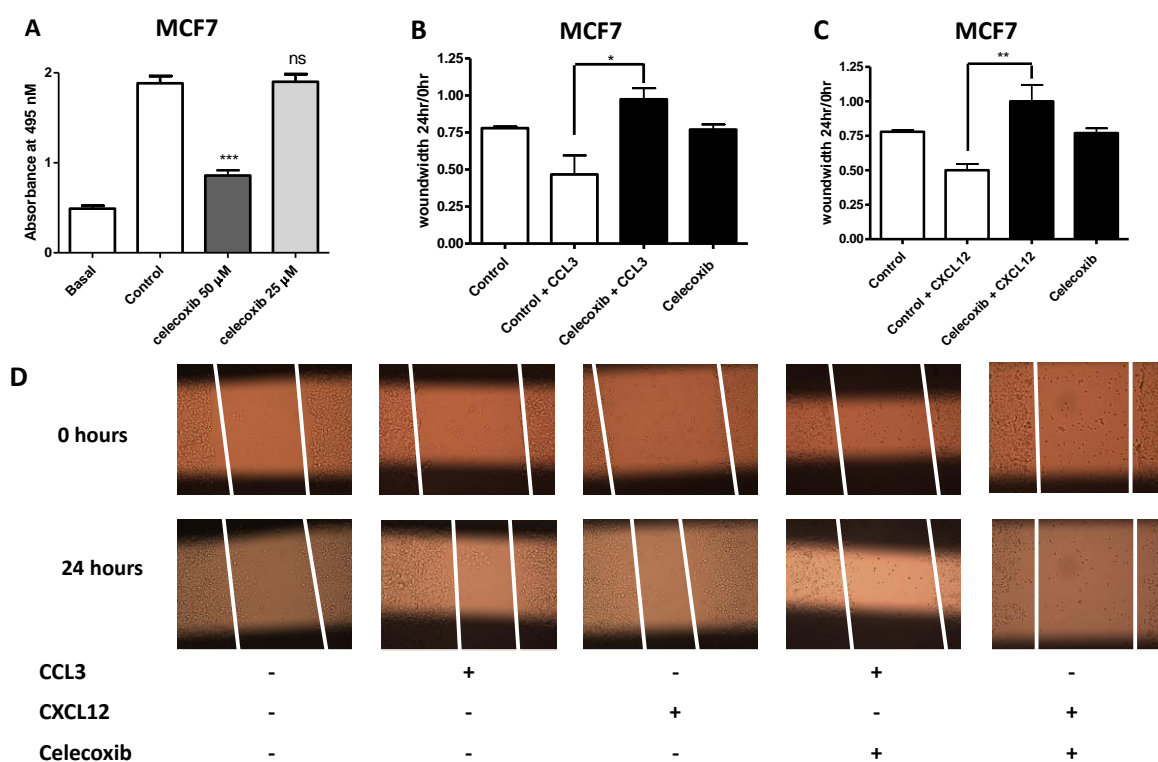 A
MCF7
Absorbance at 495 nM
2
1
0
***
ns
Basal
Control
celecoxib 50 µM
celecoxib 25 µM
B
MCF7
woundwidth 24hr/0hr
1.25
1.00
0.75
0.50
0.25
0.00
*
Control
Control + CCL3
Celecoxib + CCL3
Celecoxib
C
MCF7
woundwidth 24hr/0hr
1.25
1.00
0.75
0.50
0.25
0.00
**
Control
Control + CXCL12
Celecoxib + CXCL12
Celecoxib
D
0 hours
24 hours
CCL3 - + - + -
CXCL12 - - + - +
Celecoxib - - - + +